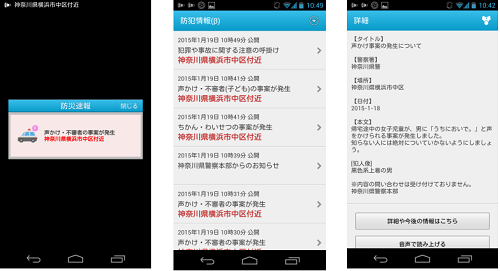 神奈川県横浜市中区付近
防災速報
閉じる
声かけ・不審者の事案が発生
神奈川県横浜市中区付近
10:49
防犯情報(β)
2015年1月19日 10時49分 公開
犯罪や事故に関する注意の呼掛け
神奈川県横浜市中区付近
2015年1月19日 10時41分 公開
声かけ・不審者(子ども)の事案が発生
神奈川県横浜市中区付近
2015年1月19日 10時41分 公開
ちかん・わいせつの事案が発生
神奈川県横浜市中区付近
2015年1月19日 10時39分 公開
神奈川県警察本部からのお知らせ
2015年1月19日 10時31分 公開
声かけ・不審者の事案が発生
神奈川県横浜市中区付近
2015年1月19日 10時30分 公開
声かけ・不審者の事案が発生
神奈川県横浜市中区付近
10:42
詳細
【タイトル】
声かけ事案の発生について
【警察署】
神奈川県警
【場所】
神奈川県横浜市中区
【日付】
2015-1-18
【本文】
帰宅途中の女子児童が、男に「うちにおいで。」と声
をかけられる事案が発生しました。
知らない人には絶対についていかないようにしましょ
う。
[犯人像]
黒色系上着の男
※内容の問い合わせは受け付けておりません。
神奈川県警察本部
詳細や今後の情報はこちら
音声で読み上げる